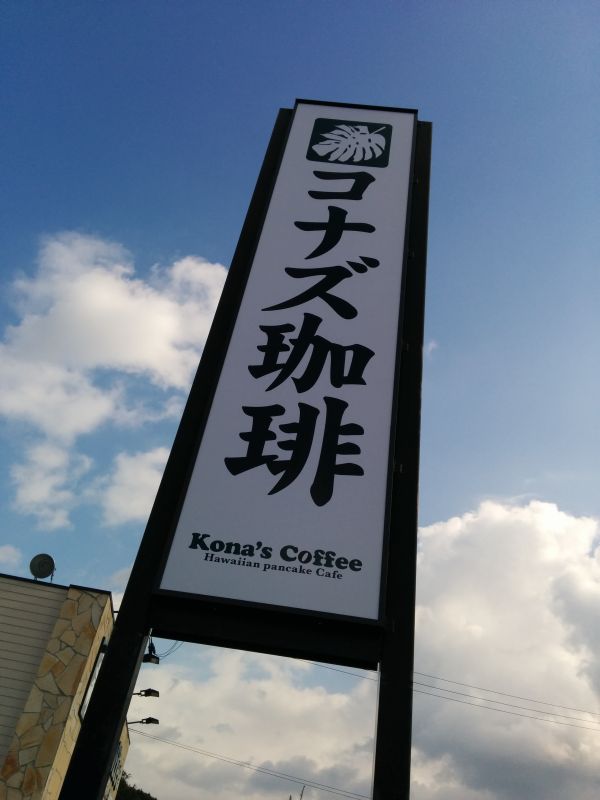 コナズ珈琲
Kona's Coffee
Hawaiian pancake Cafe